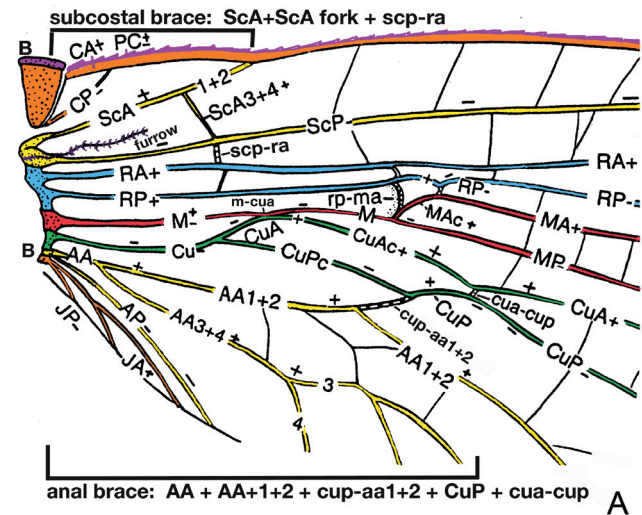 subcostal brace: ScA+ScA fork + scp-ra
B
CA+ PC±
CP-
ScA + 1+2
ScA3+4+
furrow
ScP-
scp-ra
RA+
RA+
RP+
rp-ma
+
RP-
RP-
m-cua
M±
M
MAc+
MA+
MP-
Cu
CuA
+
CuAc+
+
CuPc
CuP
cua-cup
CuA+
CuP-
B
AA
+
AA1+2
+
cup-aa1+2
AA1+2
+
AP-
AA3+4+
+
3
4
JP-
JA+
anal brace: AA + AA+1+2 + cup-aa1+2 + CuP + cua-cup
A